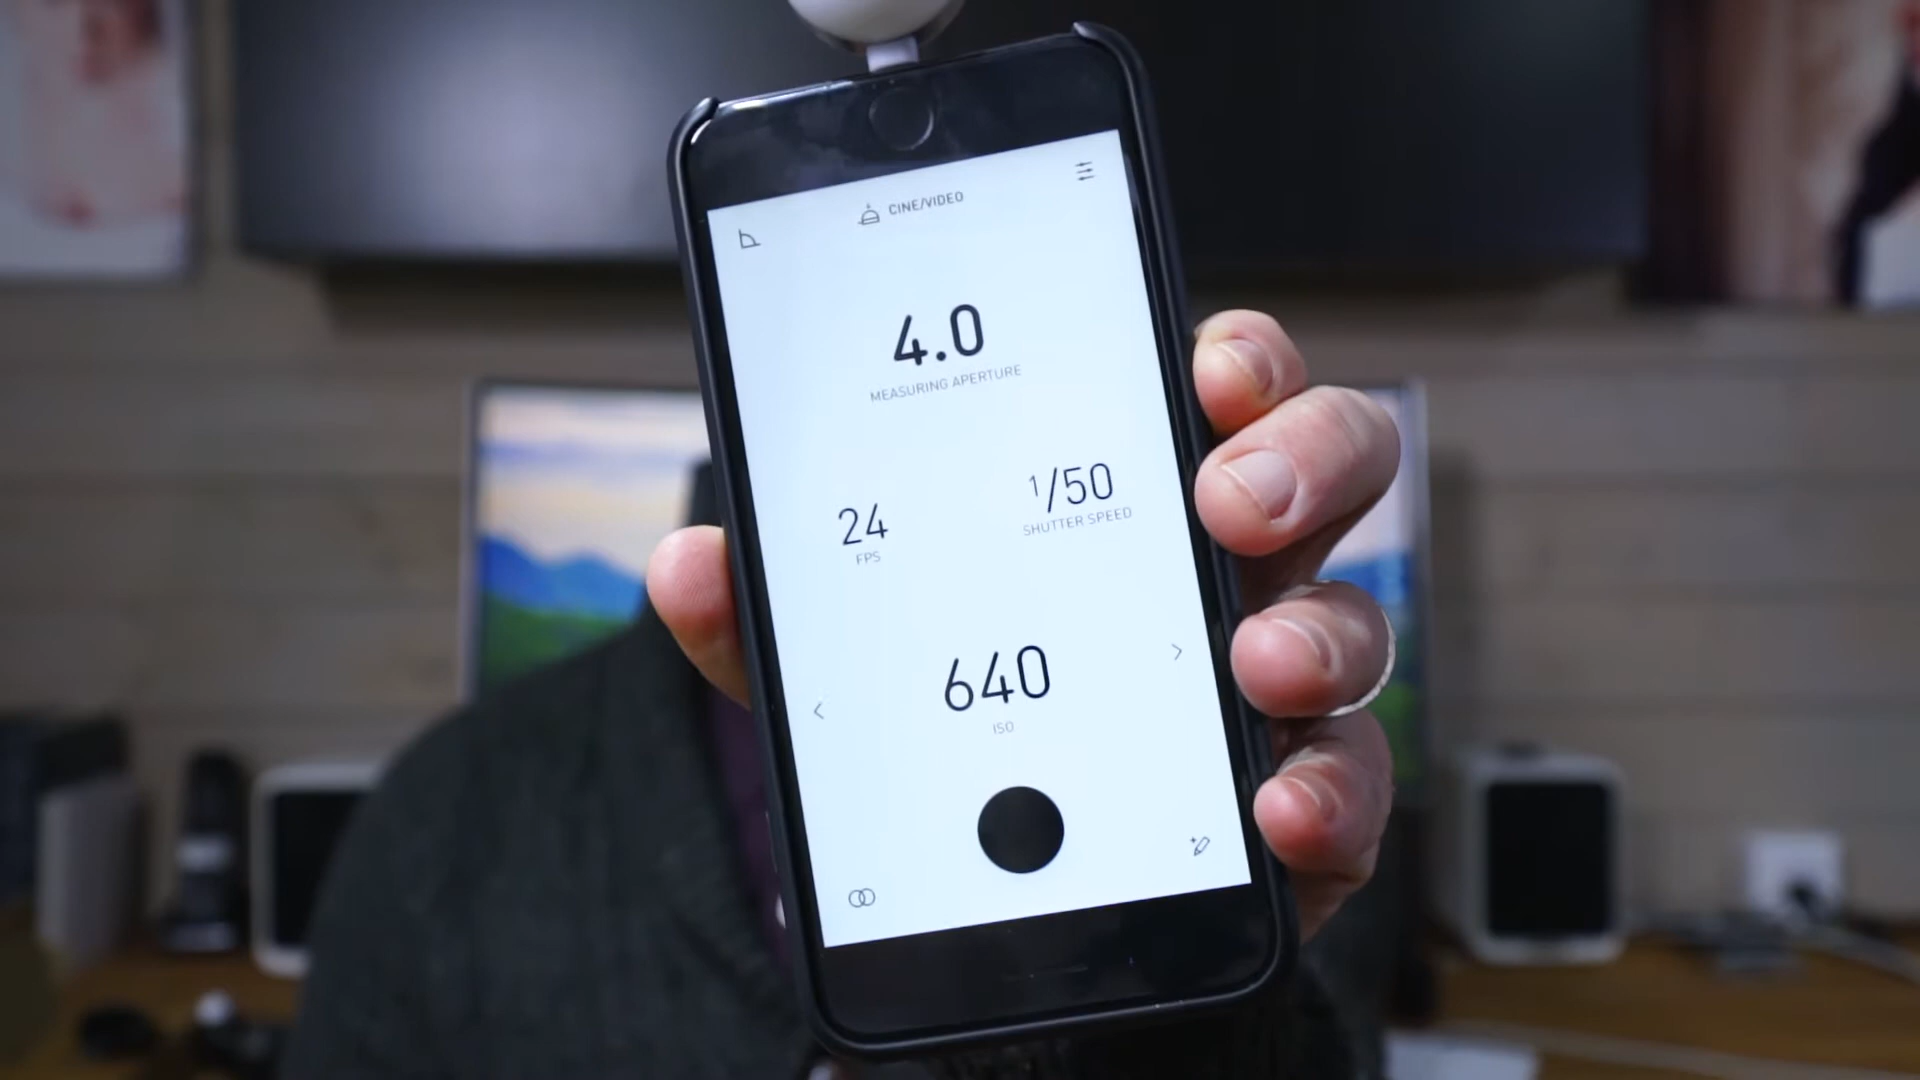 CINE/VIDEO
4.0
MEASURING APERTURE
24
FPS
1/50
SHUTTER SPEED
640
ISO